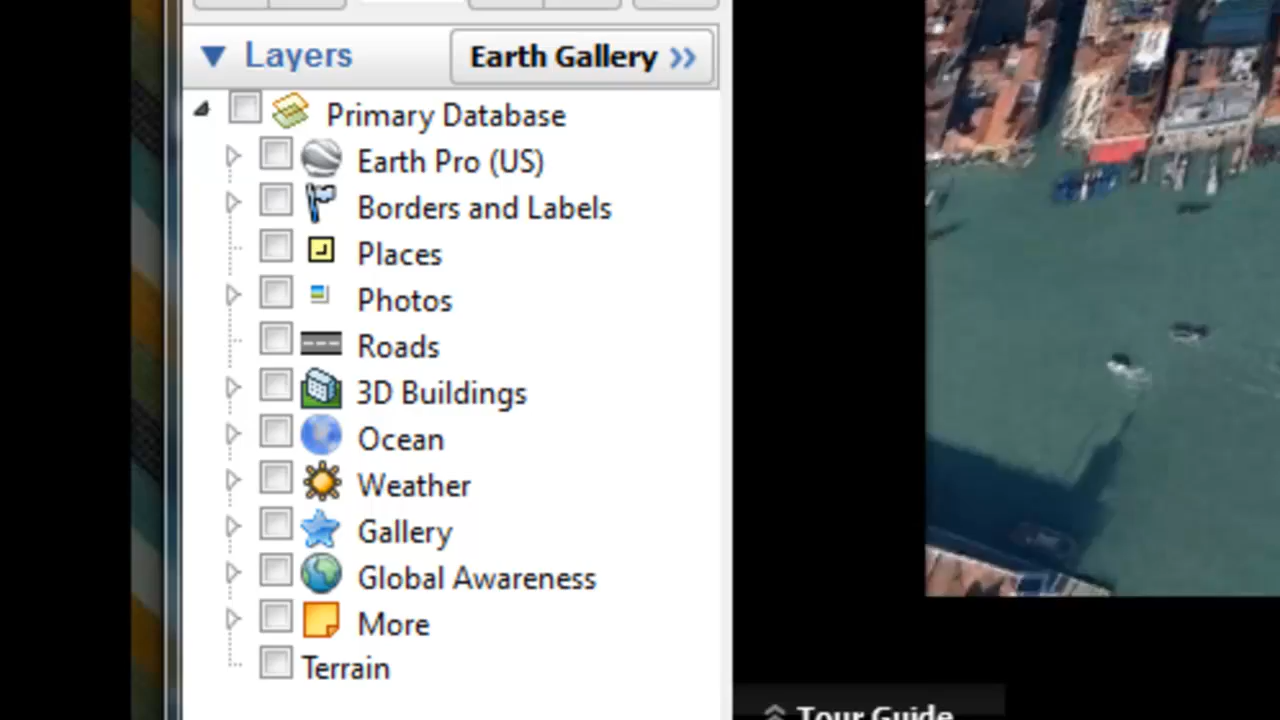 Layers
Earth Gallery »
Primary Database
Earth Pro (US)
Borders and Labels
Places
Photos
Roads
3D Buildings
Ocean
Weather
Gallery
Global Awareness
More
Terrain
Tour Guide